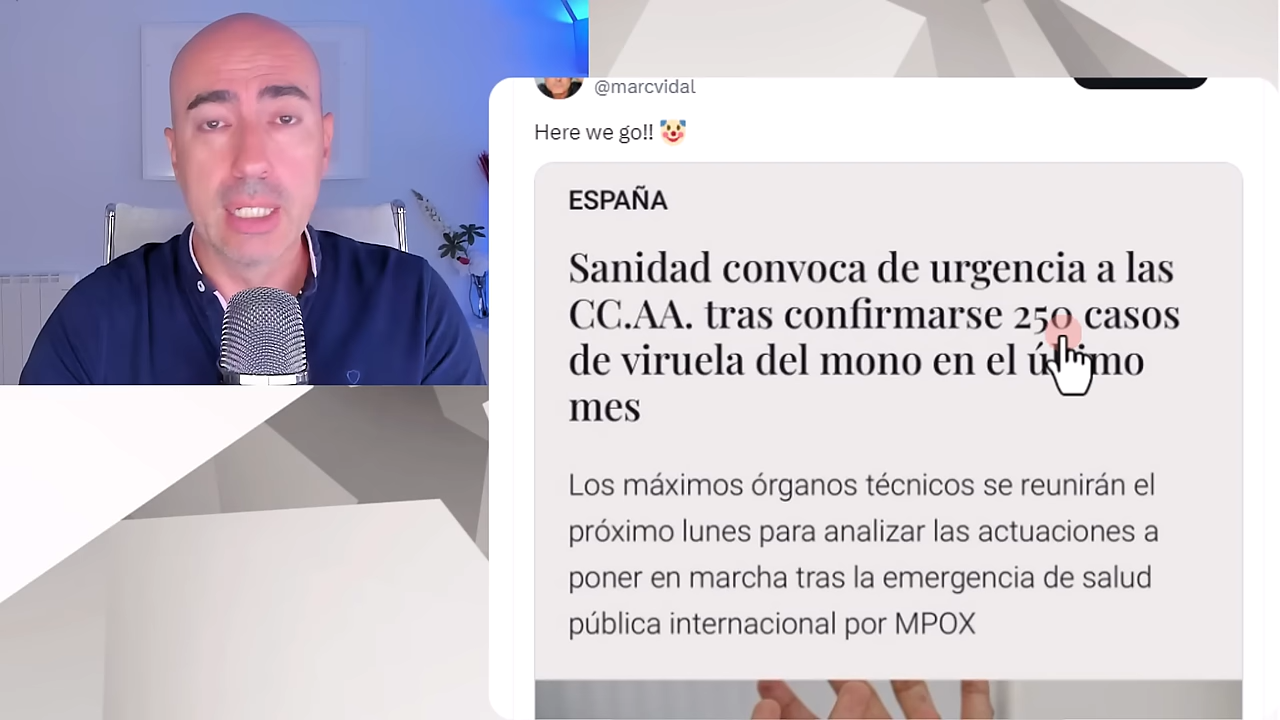 @marcvidal
Here we go!! 🤡
ESPAÑA
Sanidad convoca de urgencia a las
CC.AA. tras confirmarse 250 casos
de viruela del mono en el último
mes
Los máximos órganos técnicos se reunirán el
próximo lunes para analizar las actuaciones a
poner en marcha tras la emergencia de salud
pública internacional por MPOX